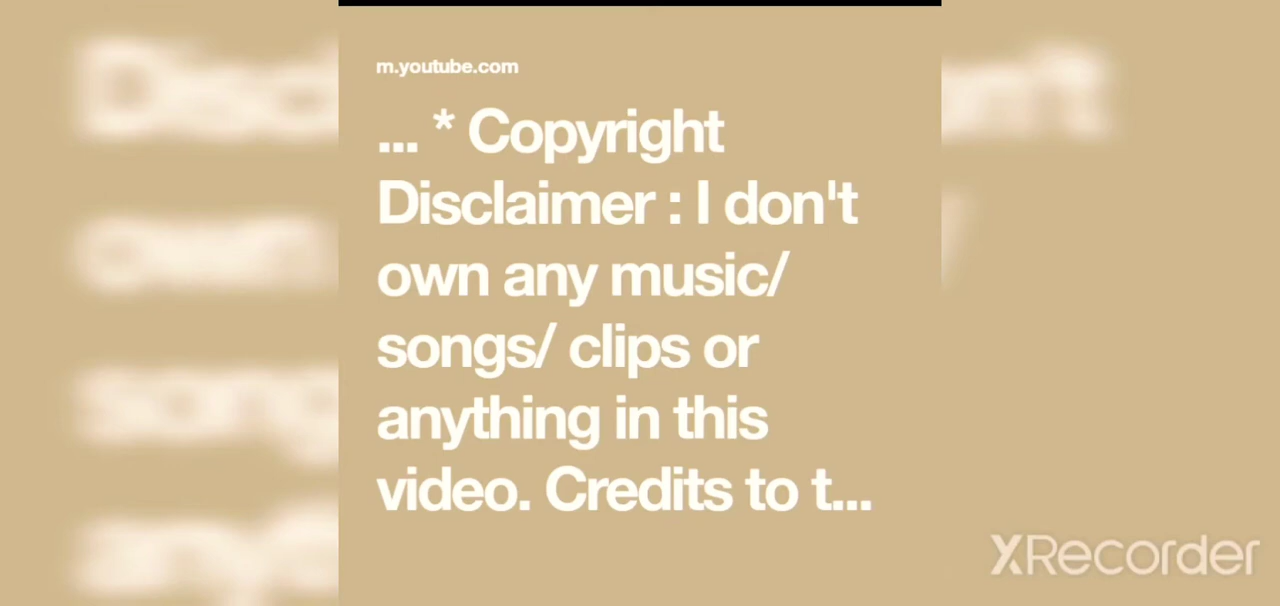 m.youtube.com
... * Copyright
Disclaimer : I don't
own any music/
songs/ clips or
anything in this
video. Credits to t...
XRecorder